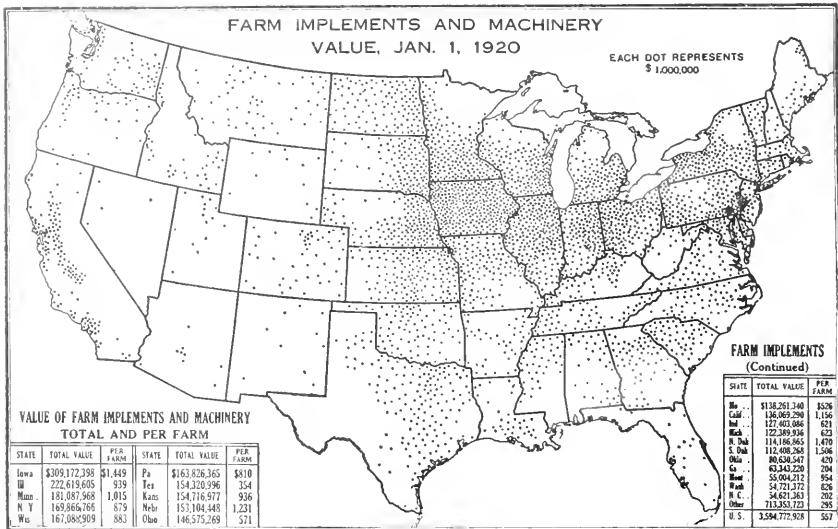 FARM IMPLEMENTS AND MACHINERY
VALUE, JAN. 1, 1920
EACH DOT REPRESENTS
$1,000,000
VALUE OF FARM IMPLEMENTS AND MACHINERY
TOTAL AND PER FARM
STATE TOTAL VALUE PER FARM STATE TOTAL VALUE PER FARM
Iowa $309,172,398 $1,449 Pa $163,826,365 $810
Ill 222,619,605 939 Tex 154,320,996 354
Minn. 181,087,968 1,015 Kans 154,716,977 936
N Y 169,866,766 879 Nebr 153,104,448 1,231
Wis 167,088,909 883 Ohio 146,575,269 571
FARM IMPLEMENTS
(Continued)
STATE TOTAL VALUE PER FARM
Mo .. $138,261,340 $526
Calif. 136,069,290 1,156
Ind 127,403,086 621
Mich 122,389,936 623
N. Dak 114,186,865 1,470
S. Dak 112,408,268 1,506
Okla 80,630,547 420
Ga 63,343,220 204
Mont 55,004,212 954
Wash 54,721,372 826
N C. 54,621,363 202
Other 713,353,723 295
U S. 3,594,772,928 557